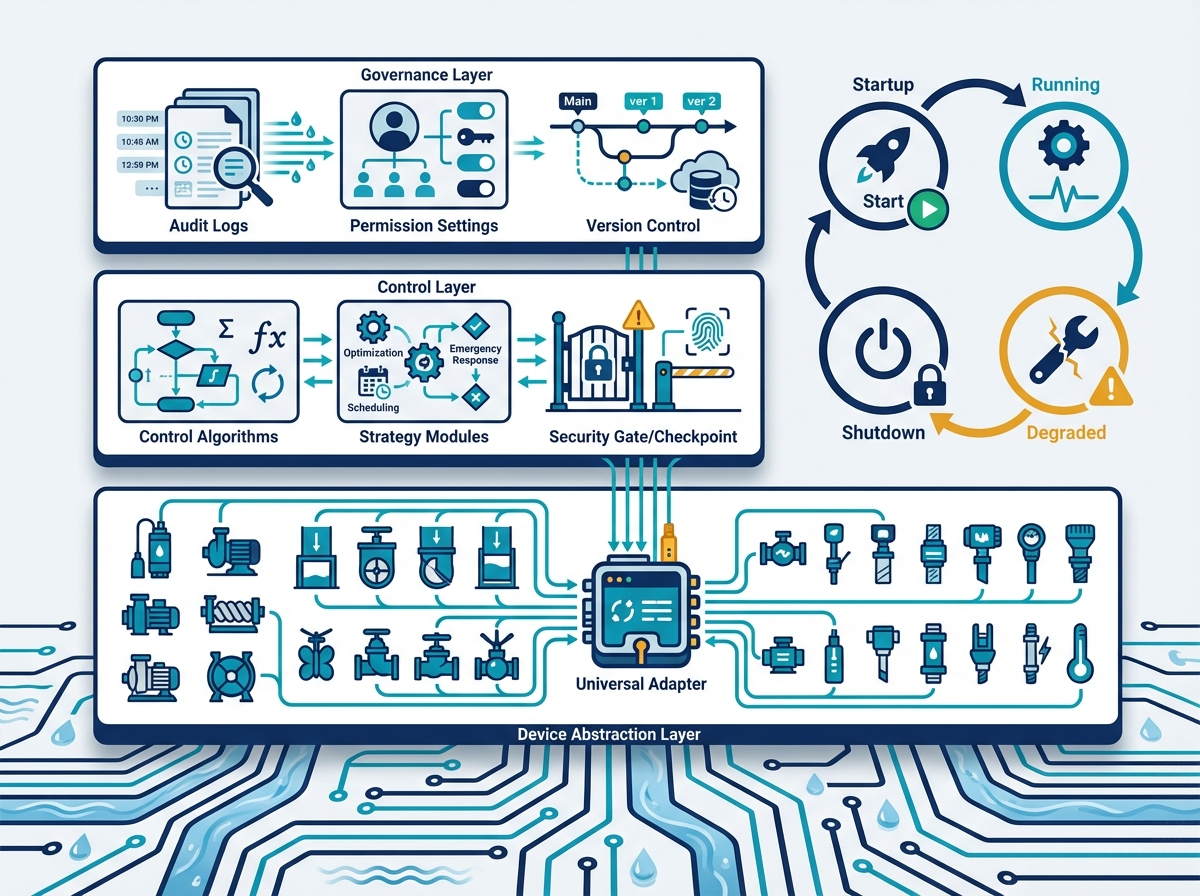 Governance Layer
10:30 PM
10:46 AM
12:59 PM
...
Main
ver 1
ver 2
Audit Logs
Permission Settings
Version Control
Startup
Running
Start
Shutdown
Degraded
Control Layer
Σ
fx
Optimization
Emergency
Response
Scheduling
Control Algorithms
Strategy Modules
Security Gate/Checkpoint
Universal Adapter
Device Abstraction Layer